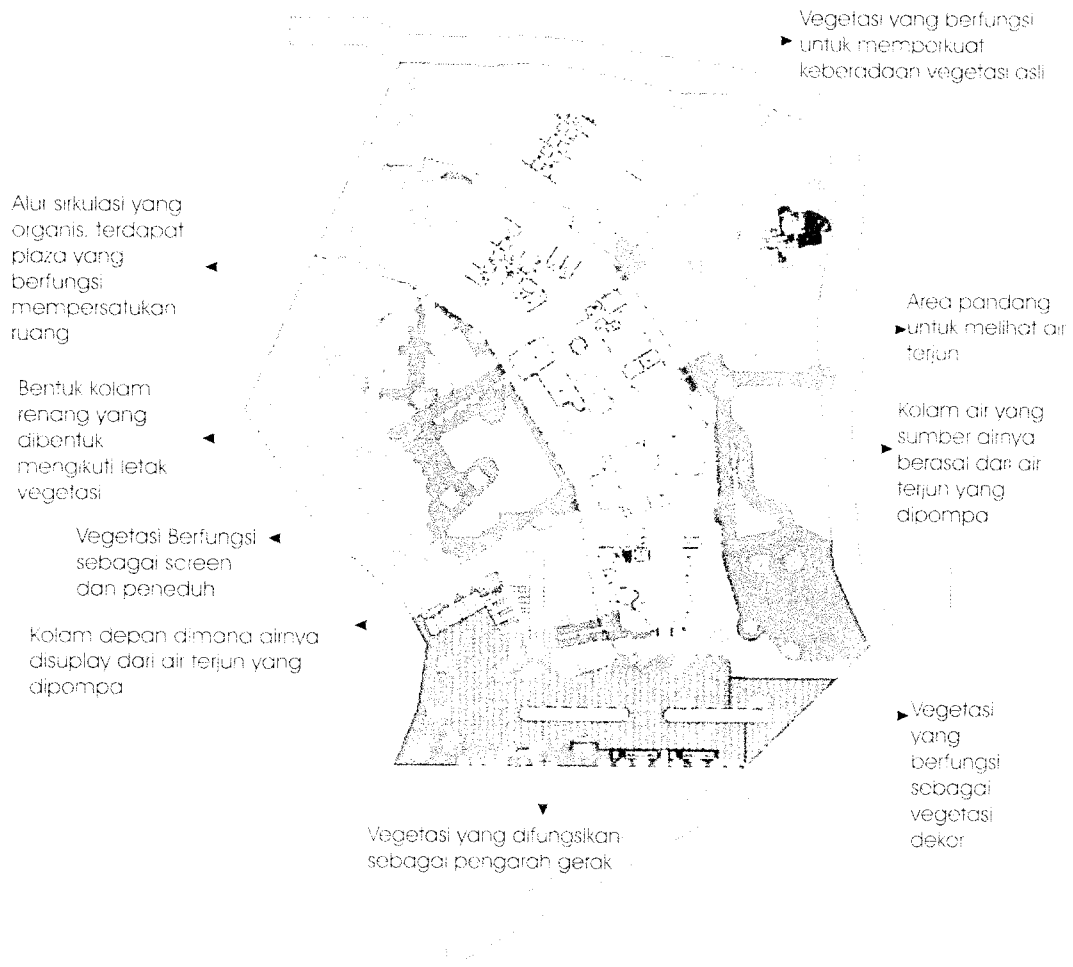 Vegetasi yang berfungsi
untuk memperkuat
keberadaan vegetasi asli
Alur sirkulasi yang
organis, terdapat
plaza yang
berfungsi
mempersatukan
ruang
Area pandang
untuk melihat air
terjun
Bentuk kolam
renang yang
dibentuk
mengikuti letak
vegetasi
Kolam air yang
sumber airnya
berasal dari air
terjun yang
dipompa
Vegetasi Berfungsi
sebagai screen
dan peneduh
Kolam depan dimana airnya
disuplay dari air terjun yang
dipompa
Vegetasi
yang
berfungsi
sebagai
vegetasi
dekor
Vegetasi yang difungsikan
sebagai pengarah gerak